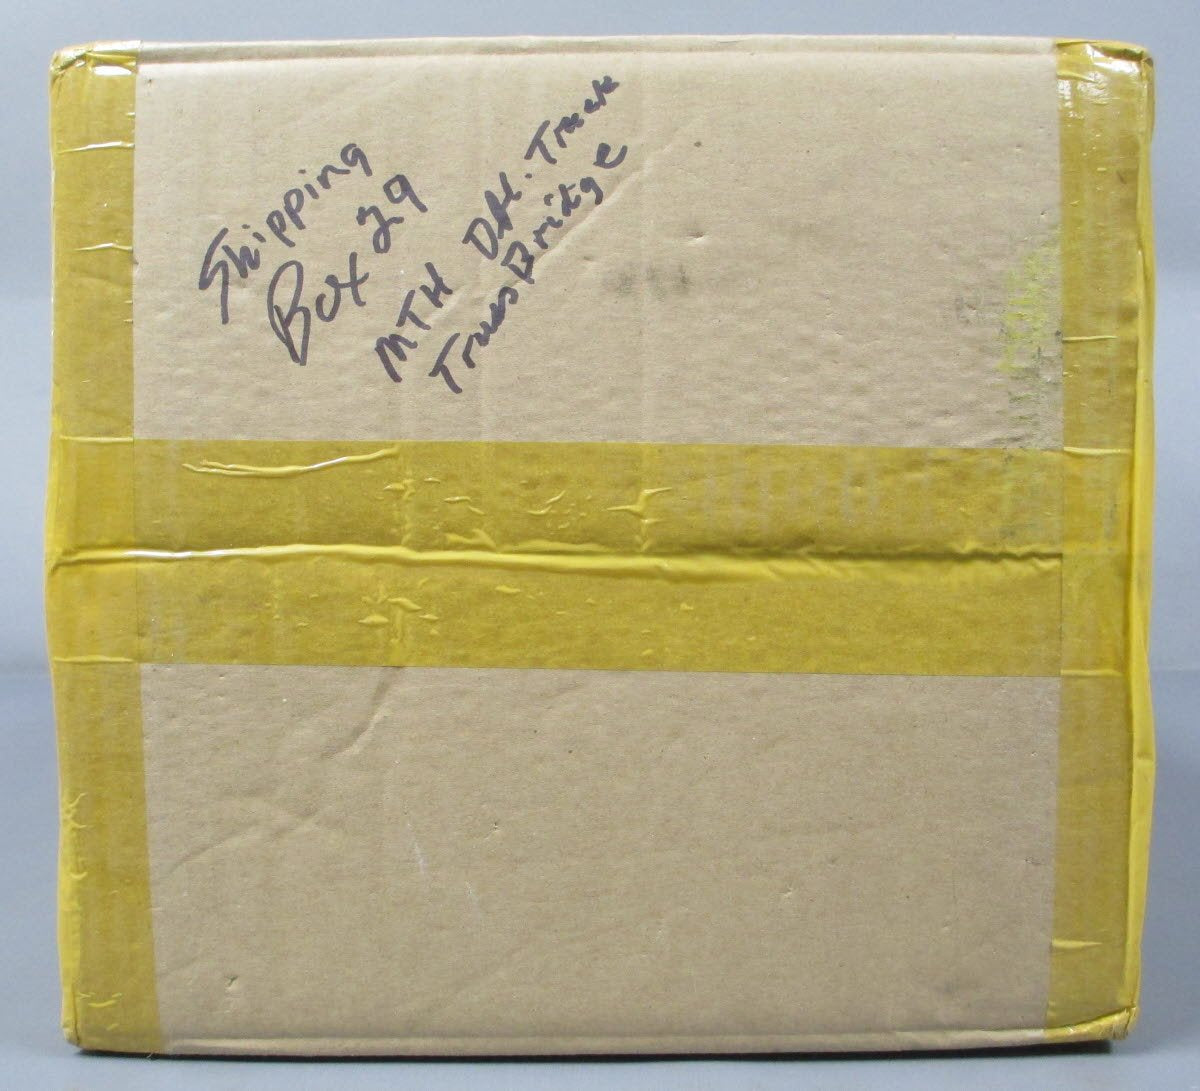 Shipping
Box 29
MTH Dbl. Track
Truss Bridge